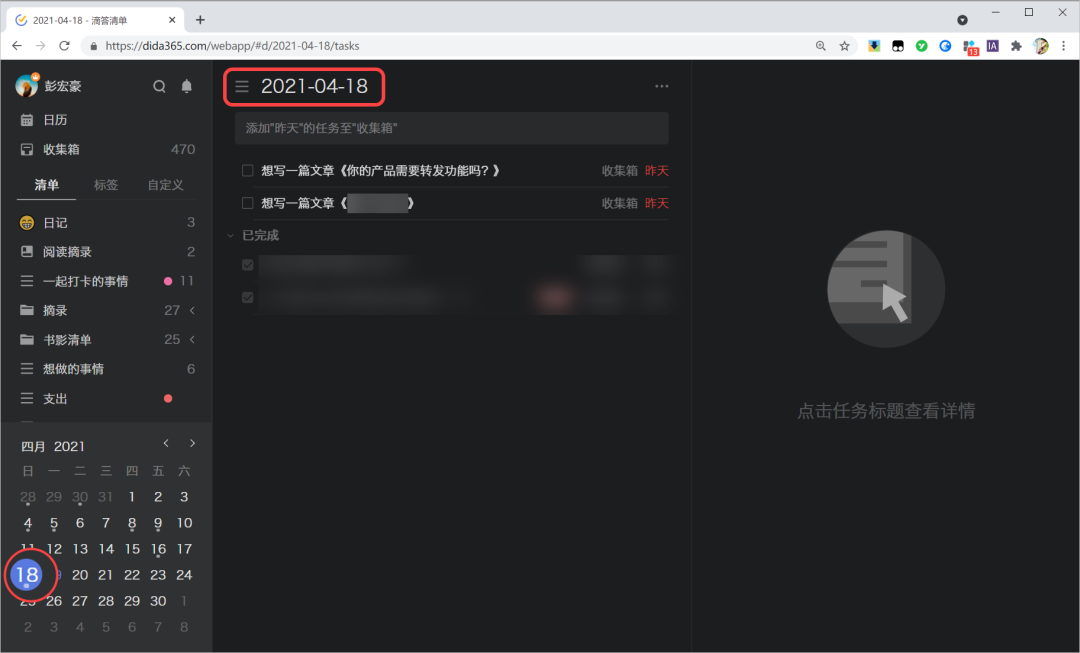 2021-04-18 - 滴答清单
https://dida365.com/webapp/#d/2021-04-18/tasks
13
IA
彭宏豪
日历
收集箱 470
清单 标签 自定义
日记 3
阅读摘录 2
一起打卡的事情 11
摘录 27
书影清单 25
想做的事情 6
支出
四月 2021
日 一 二 三 四 五 六
28 29 30 31 1 2 3
4 5 6 7 8 9 10
11 12 13 14 15 16 17
18 20 21 22 23 24
25 26 27 28 29 30 1
2 3 4 5 6 7 8
2021-04-18
添加"昨天"的任务至"收集箱"
想写一篇文章《你的产品需要转发功能吗？》 收集箱 昨天
想写一篇文章《 》 收集箱 昨天
已完成
点击任务标题查看详情